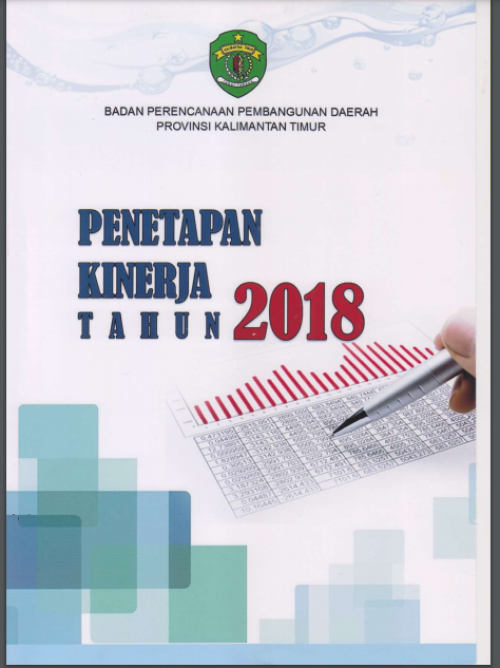 BADAN PERENCANAAN PEMBANGUNAN DAERAH
PROVINSI KALIMANTAN TIMUR
PENETAPAN
KINERJA
TAHUN 2018